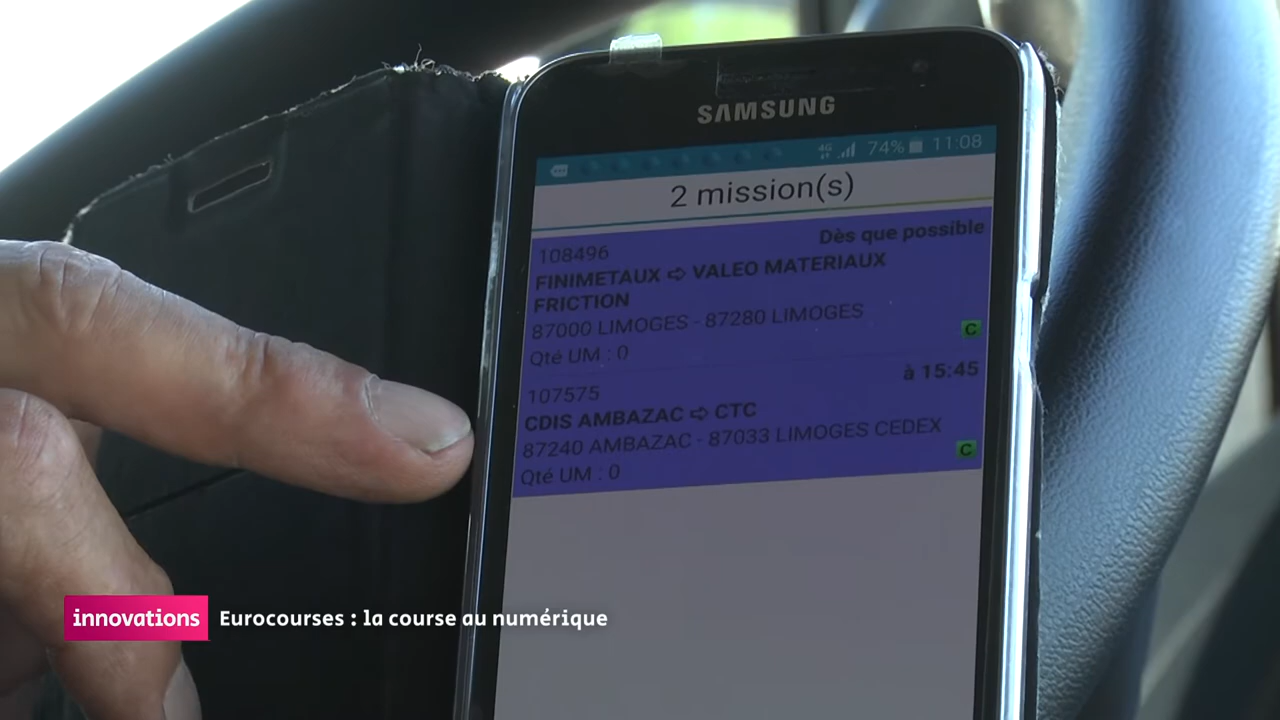 SAMSUNG
4G 74% 11:08
2 mission(s)
108496 Dès que possible
FINIMETAUX ⇨ VALEO MATERIAUX
FRICTION
87000 LIMOGES - 87280 LIMOGES
Qté UM : 0 C
107575 à 15:45
CDIS AMBAZAC ⇨ CTC
87240 AMBAZAC - 87033 LIMOGES CEDEX
Qté UM : 0 C
innovations Eurocourses : la course au numérique